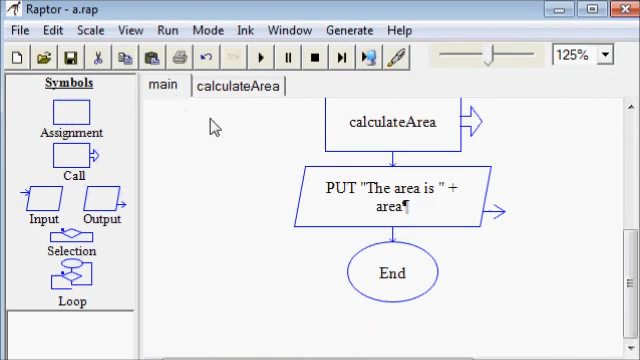 Raptor - a.rap
File Edit Scale View Run Mode Ink Window Generate Help
125%
Symbols
main calculateArea
Assignment
Call
Input Output
Selection
Loop
calculateArea
PUT "The area is " +
area¶
End